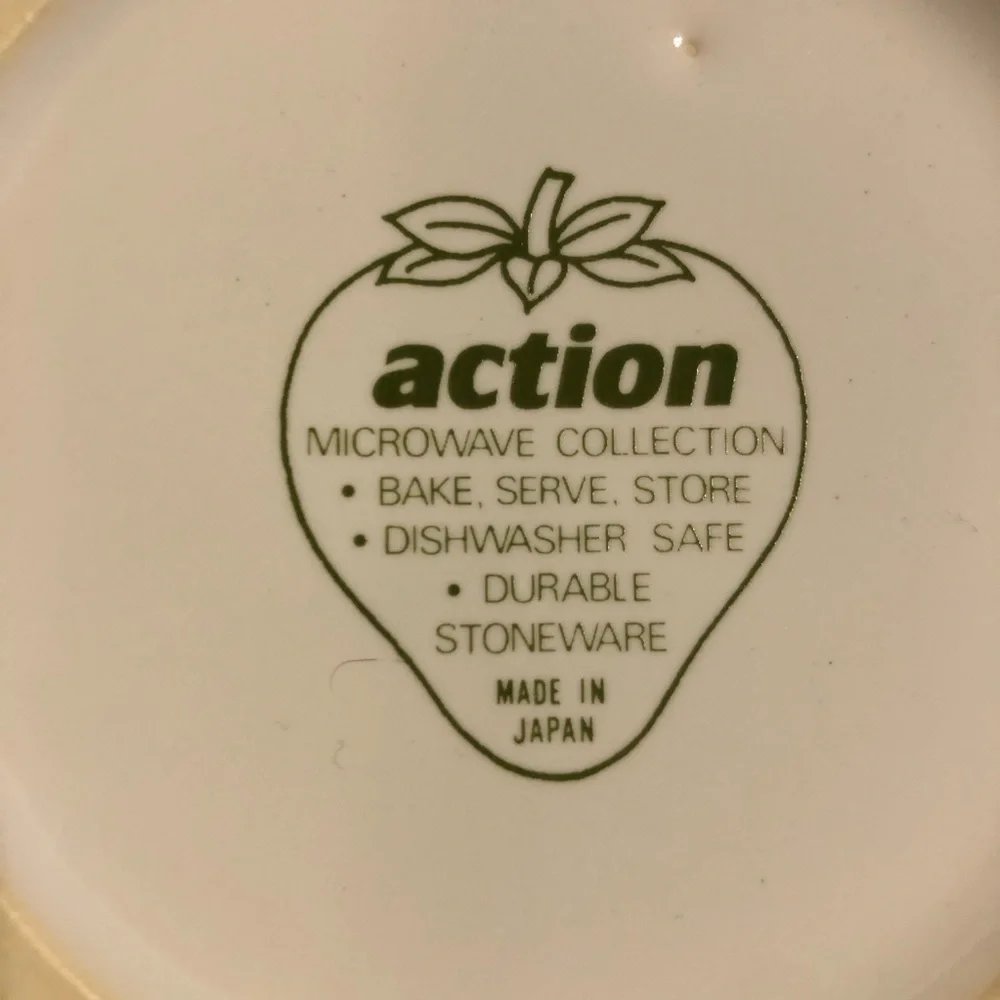 action
MICROWAVE COLLECTION
• BAKE, SERVE, STORE
• DISHWASHER SAFE
• DURABLE
STONEWARE
MADE IN
JAPAN